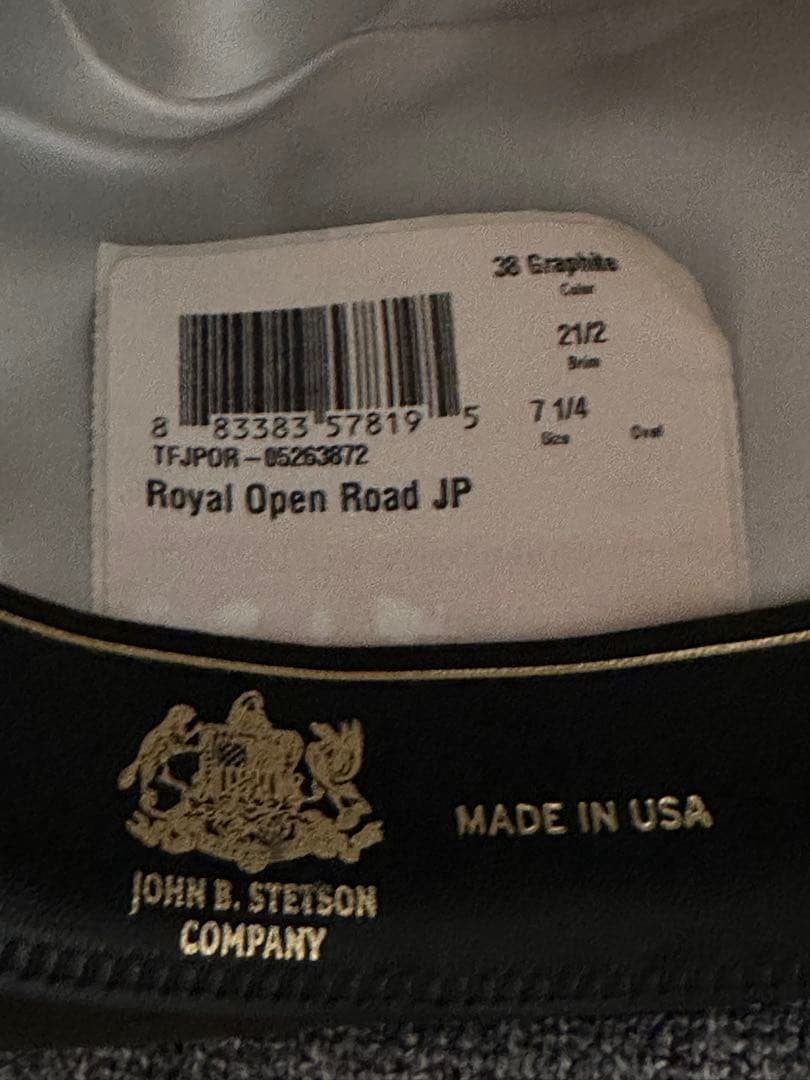 38 Graphite
Color
21/2
Brim
8 83383 57819 5
7 1/4
Size Oval
TFJPOR-05263872
Royal Open Road JP
JOHN B. STETSON
COMPANY
MADE IN USA